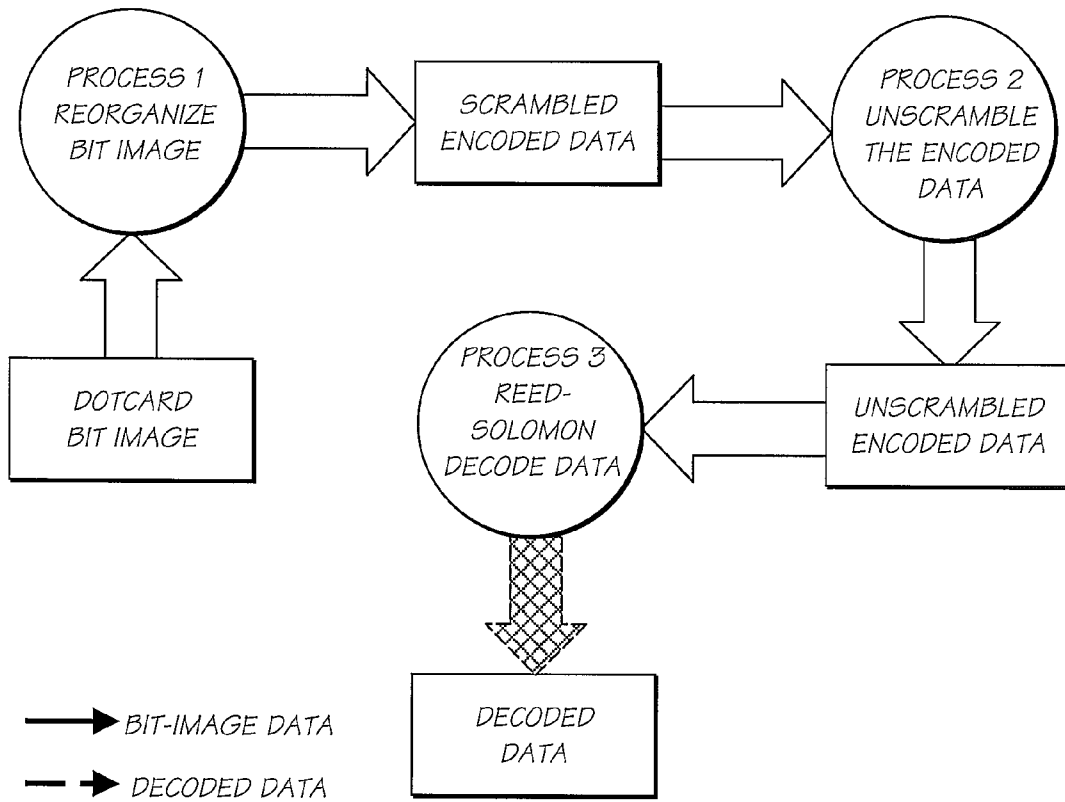 PROCESS 1
REORGANIZE
BIT IMAGE
SCRAMBLED
ENCODED DATA
PROCESS 2
UNSCRAMBLE
THE ENCODED
DATA
DOTCARD
BIT IMAGE
PROCESS 3
REED-
SOLOMON
DECODE DATA
UNSCRAMBLED
ENCODED DATA
DECODED
DATA
BIT-IMAGE DATA
DECODED DATA